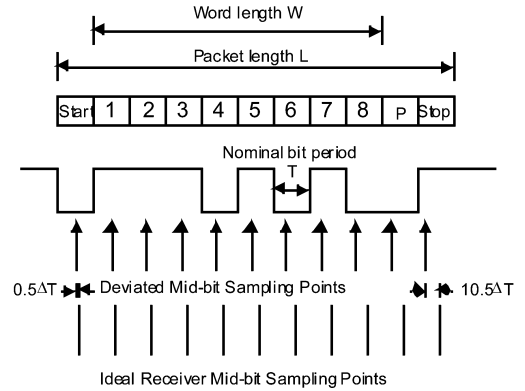 Word length W
Packet length L
Start 1 2 3 4 5 6 7 8 P Stop
Nominal bit period
T
0.5ΔT Deviated Mid-bit Sampling Points 10.5ΔT
Ideal Receiver Mid-bit Sampling Points